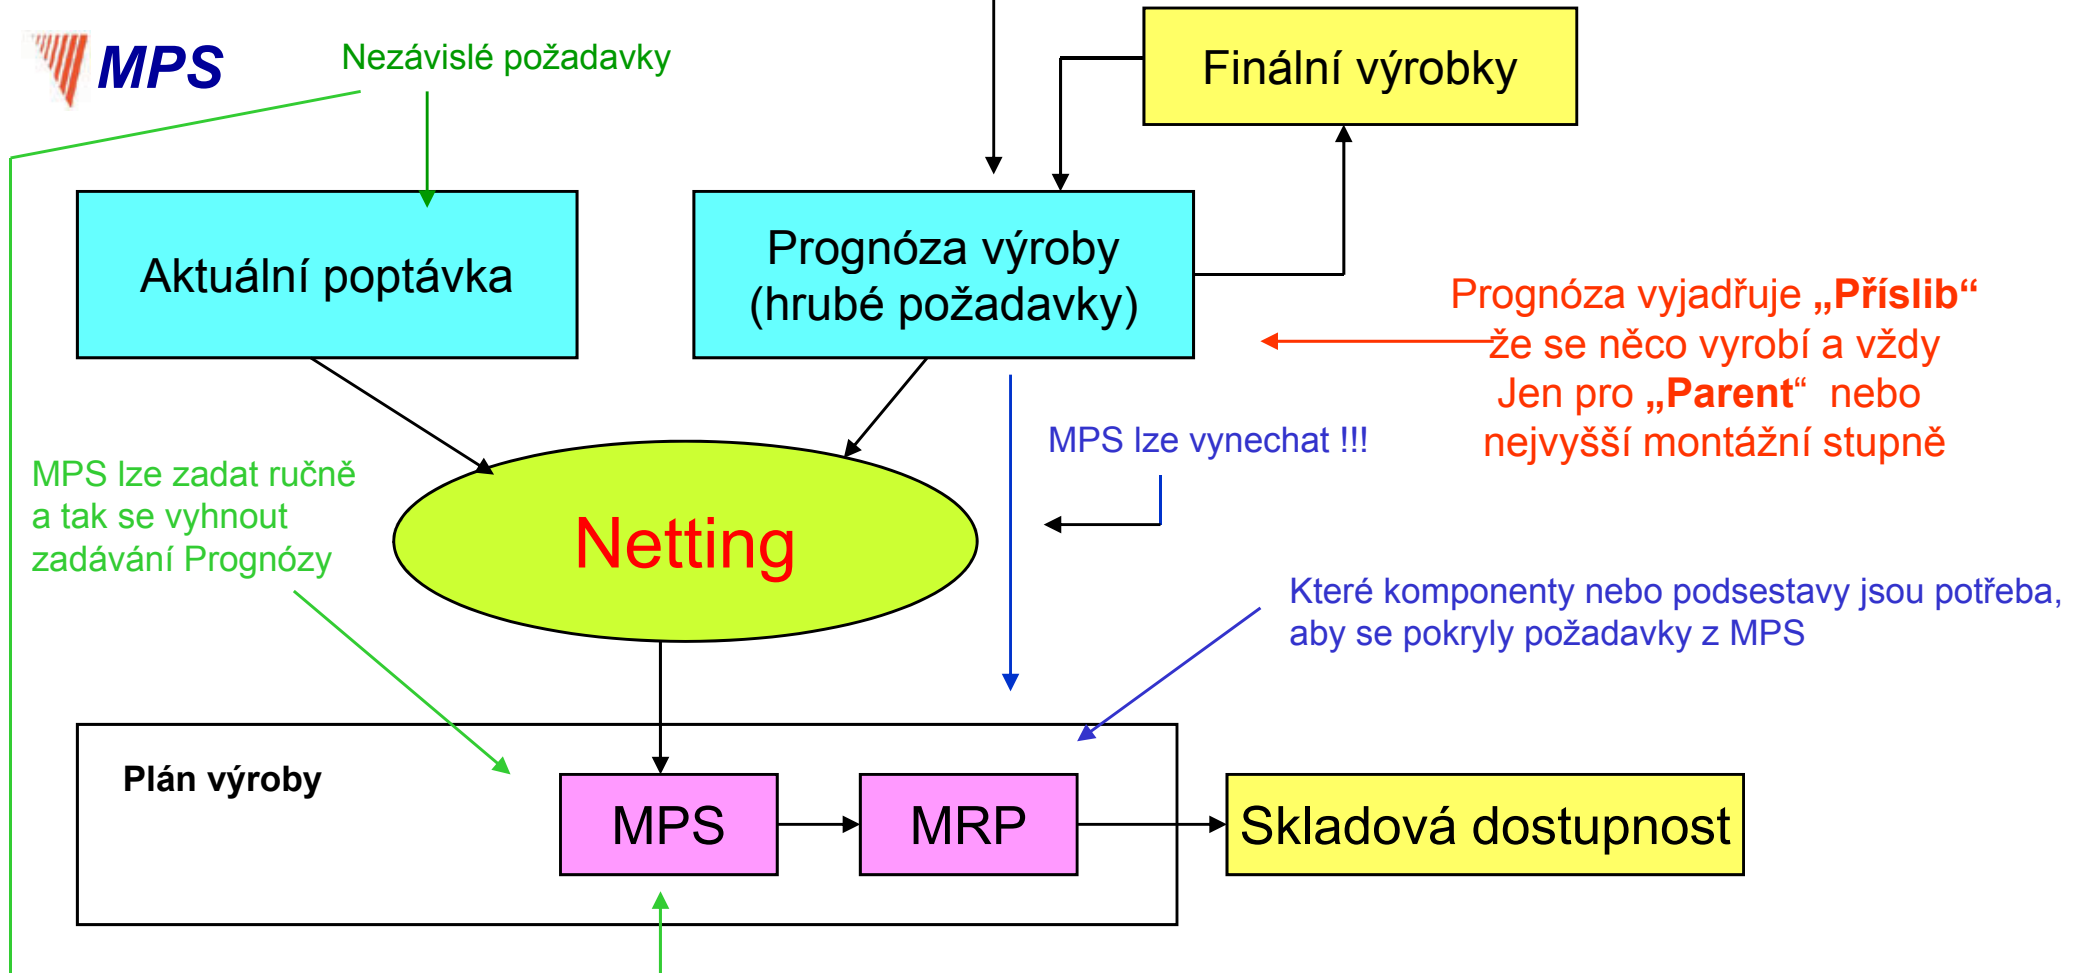 MPS
Nezávislé požadavky
Finální výrobky
Aktuální poptávka
Prognóza výroby
(hrubé požadavky)
Prognóza vyjadřuje „Příslib“
že se něco vyrobí a vždy
Jen pro „Parent“ nebo
nejvyšší montážní stupně
MPS lze vynechat !!!
MPS lze zadat ručně
a tak se vyhnout
zadávání Prognózy
Netting
Které komponenty nebo podsestavy jsou potřeba,
aby se pokryly požadavky z MPS
Plán výroby
MPS
MRP
Skladová dostupnost